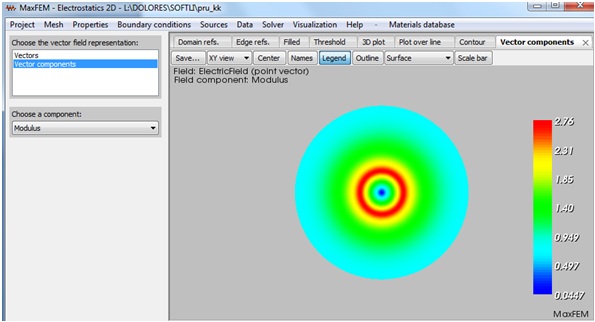 MaxFEM - Electrostatics 2D - L:\DOLORES\SOFTLI\pru_kk
Project Mesh Properties Boundary conditions Sources Data Solver Visualization Help - Materials database
Choose the vector field representation:
Vectors
Vector components
Choose a component:
Modulus
Domain refs. Edge refs. Filled Threshold 3D plot Plot over line Contour Vector components
Save... XY view Center Names Legend Outline Surface Scale bar
Field: ElectricField (point vector)
Field component: Modulus
2.76
2.31
1.85
1.40
0.949
0.497
0.0447
MaxFEM